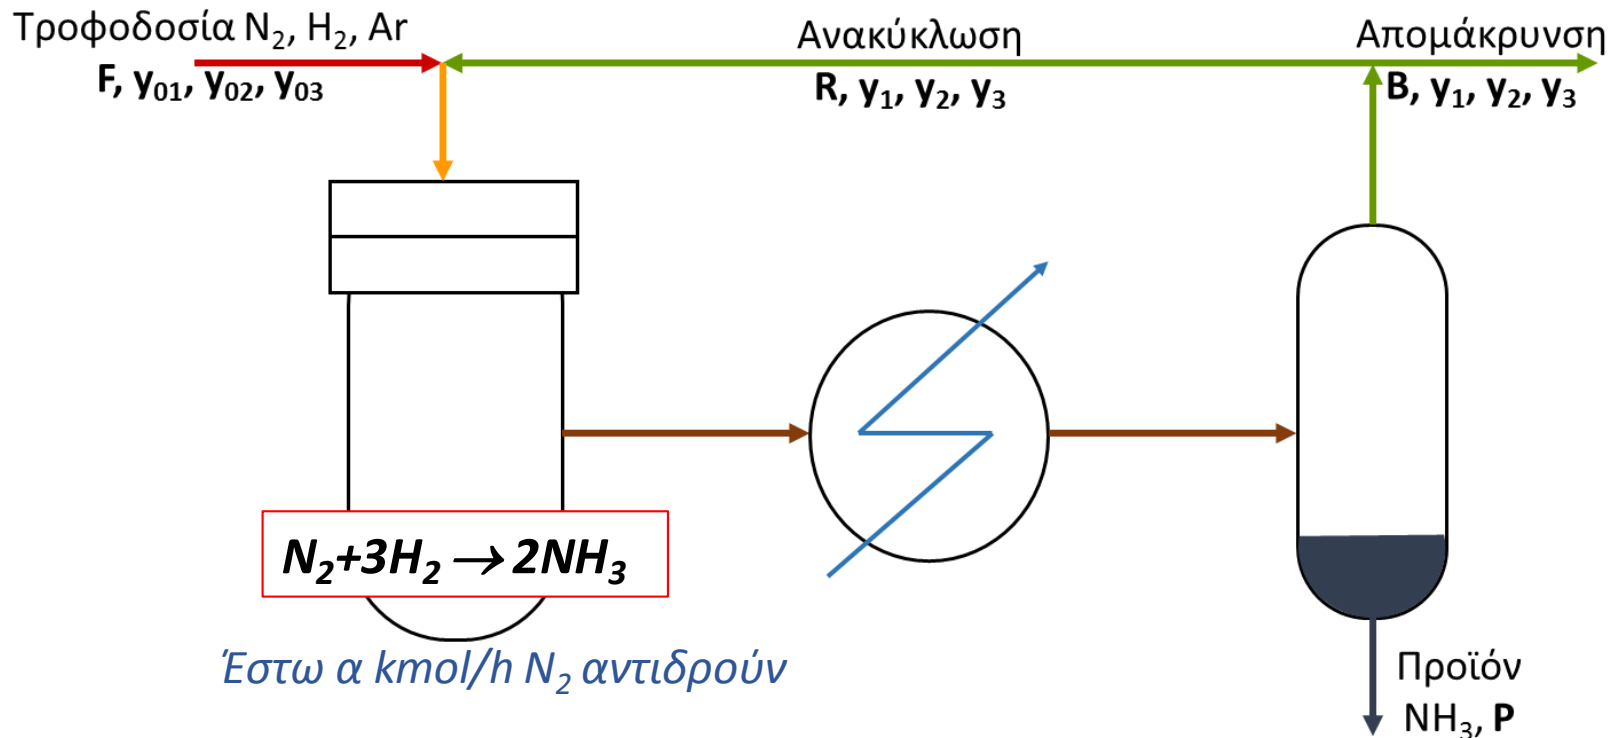 Τροφοδοσία N₂, H₂, Ar
F, y₀₁, y₀₂, y₀₃
Ανακύκλωση
R, y₁, y₂, y₃
Απομάκρυνση
B, y₁, y₂, y₃
N₂+3H₂ → 2NH₃
Έστω α kmol/h N₂ αντιδρούν
Προϊόν
NH₃, P